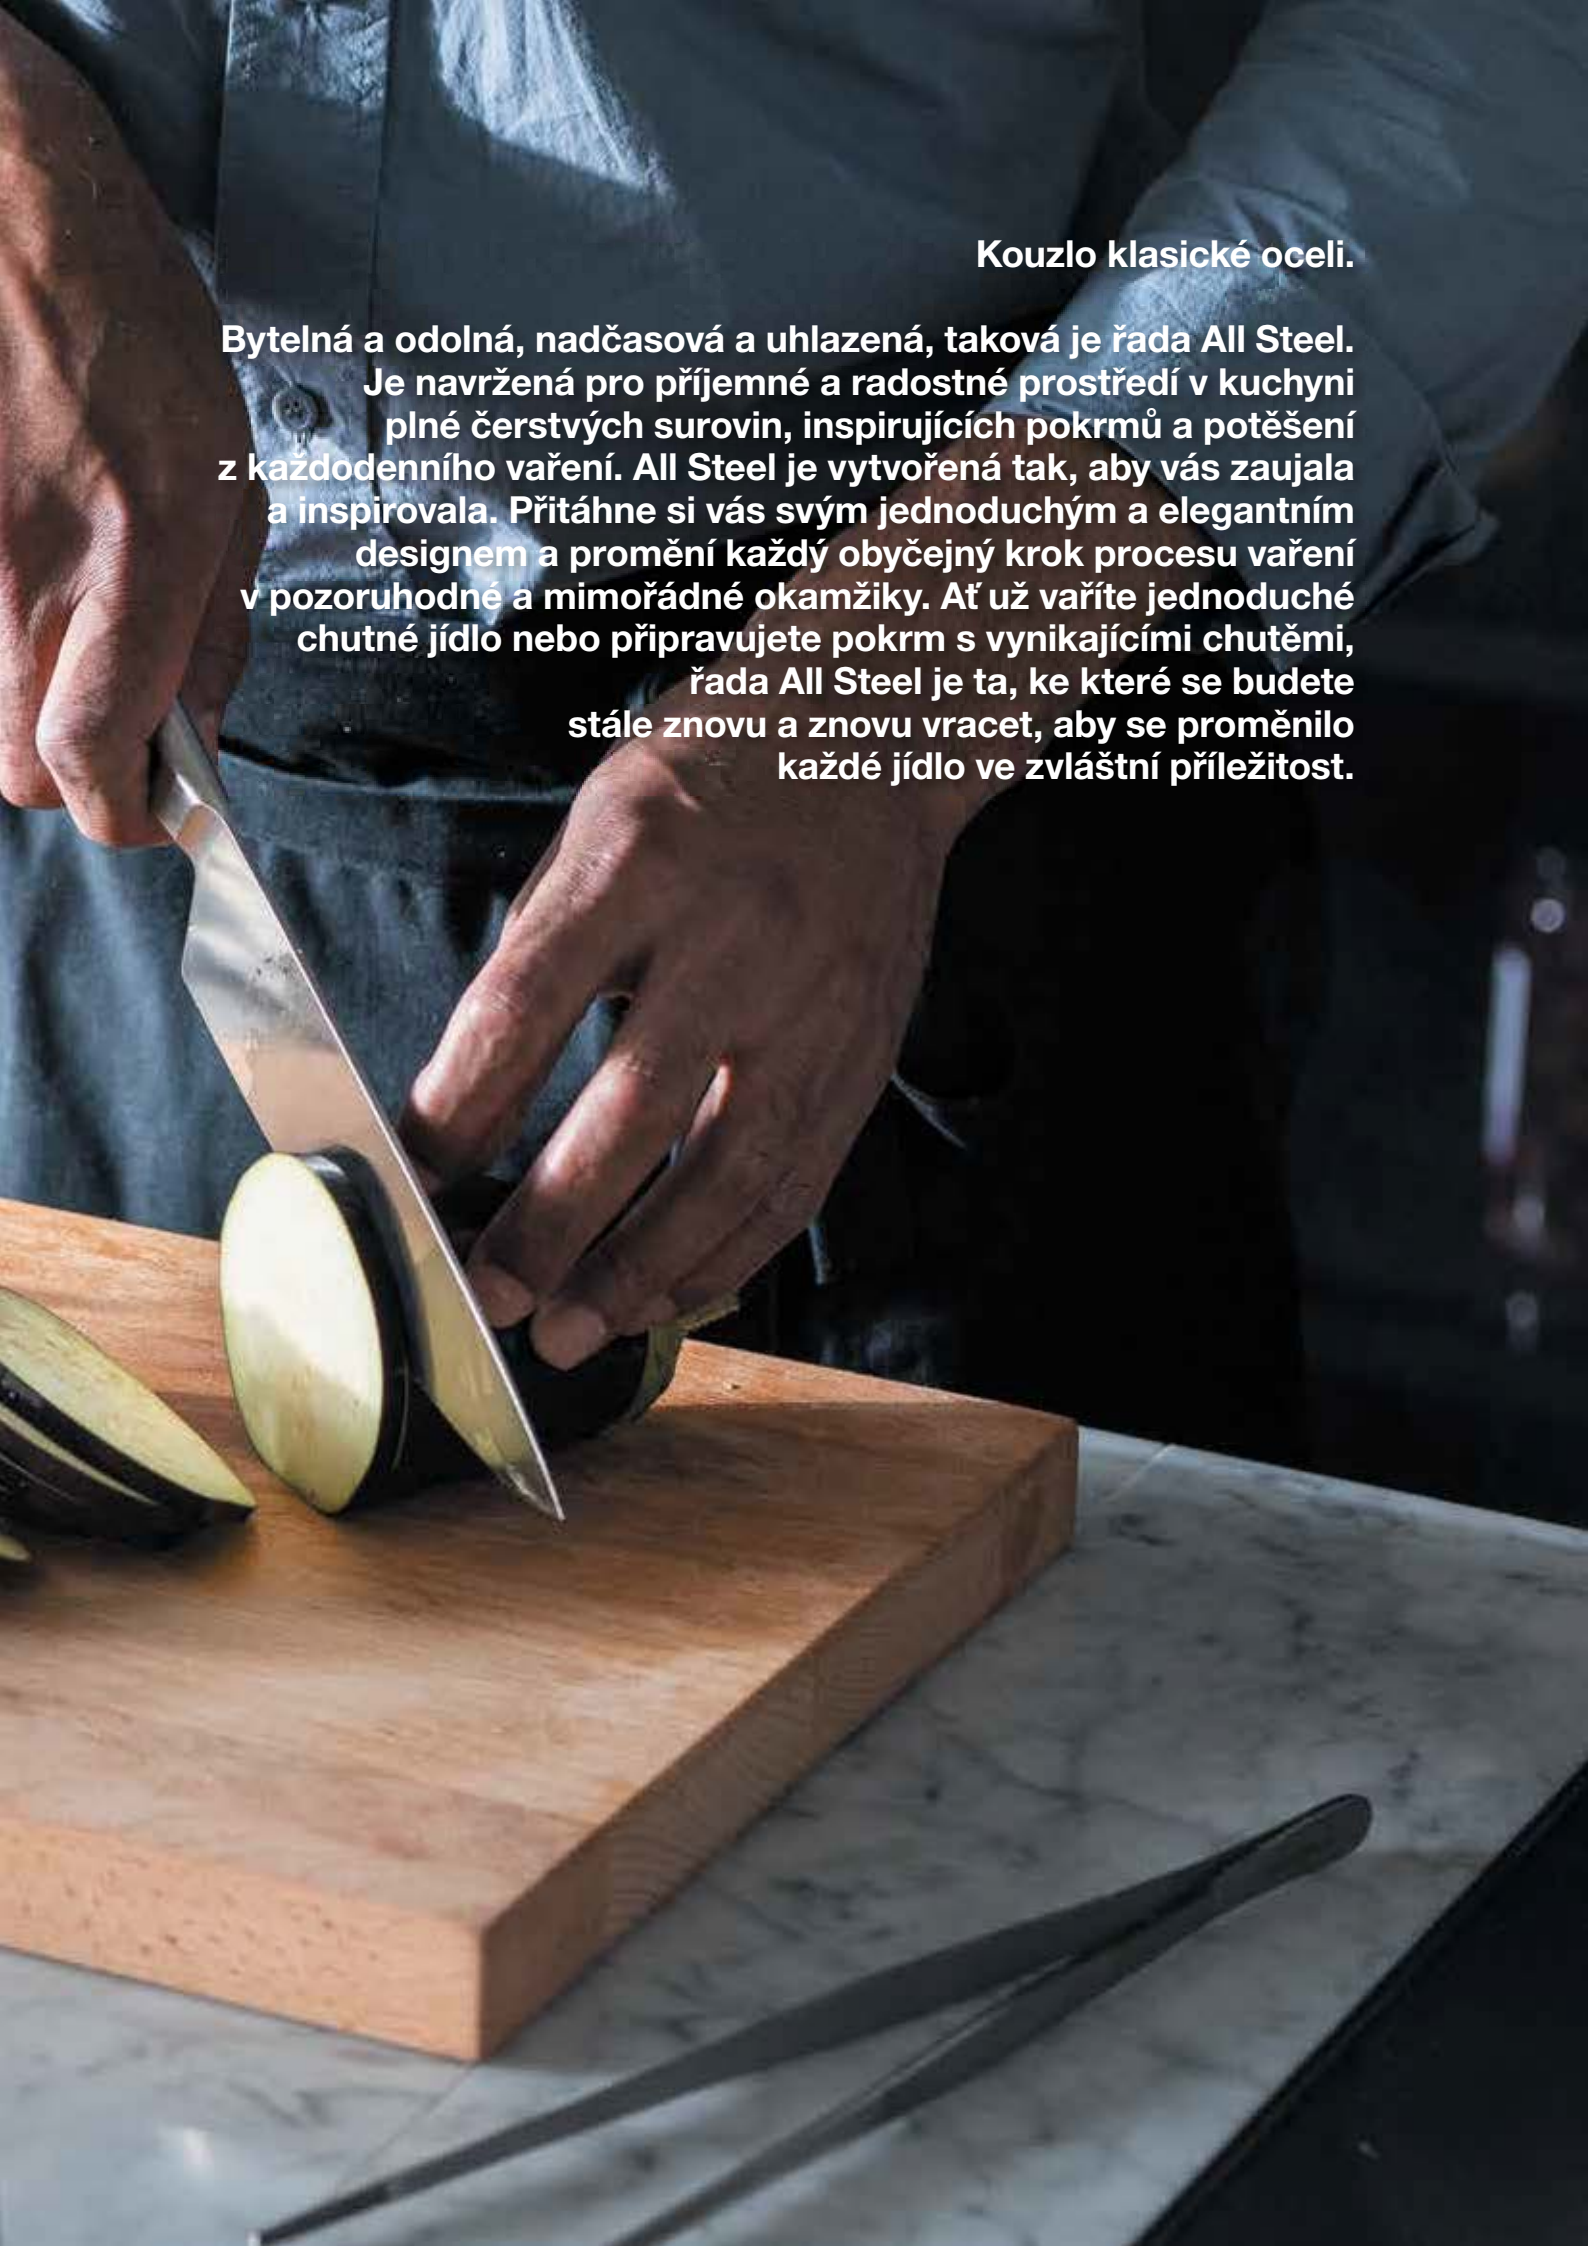 Kouzlo klasické oceli.
Bytelná a odolná, nadčasová a uhlazená, taková je řada All Steel.
Je navržená pro příjemné a radostné prostředí v kuchyni
plné čerstvých surovin, inspirujících pokrmů a potěšení
z každodenního vaření. All Steel je vytvořená tak, aby vás zaujala
a inspirovala. Přitáhne si vás svým jednoduchým a elegantním
designem a promění každý obyčejný krok procesu vaření
v pozoruhodné a mimořádné okamžiky. Ať už vaříte jednoduché
chutné jídlo nebo připravujete pokrm s vynikajícími chutěmi,
řada All Steel je ta, ke které se budete
stále znovu a znovu vracet, aby se proměnilo
každé jídlo ve zvláštní příležitost.